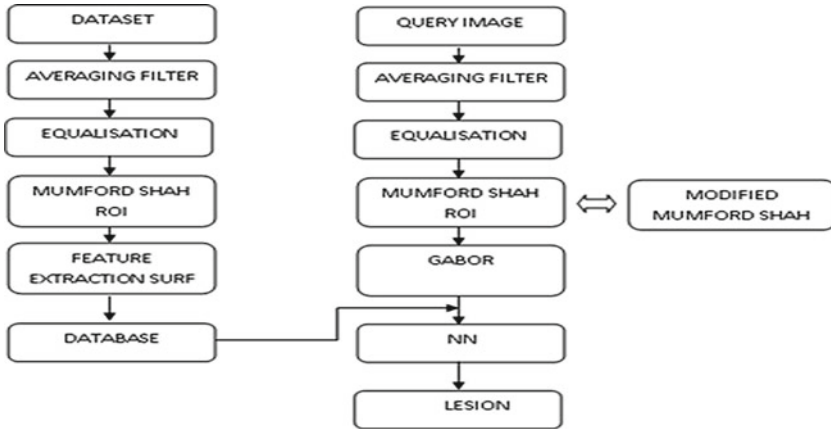 DATASET
AVERAGING FILTER
EQUALISATION
MUMFORD SHAH
ROI
FEATURE
EXTRACTION SURF
DATABASE
QUERY IMAGE
AVERAGING FILTER
EQUALISATION
MUMFORD SHAH
ROI
GABOR
NN
LESION
MODIFIED
MUMFORD SHAH